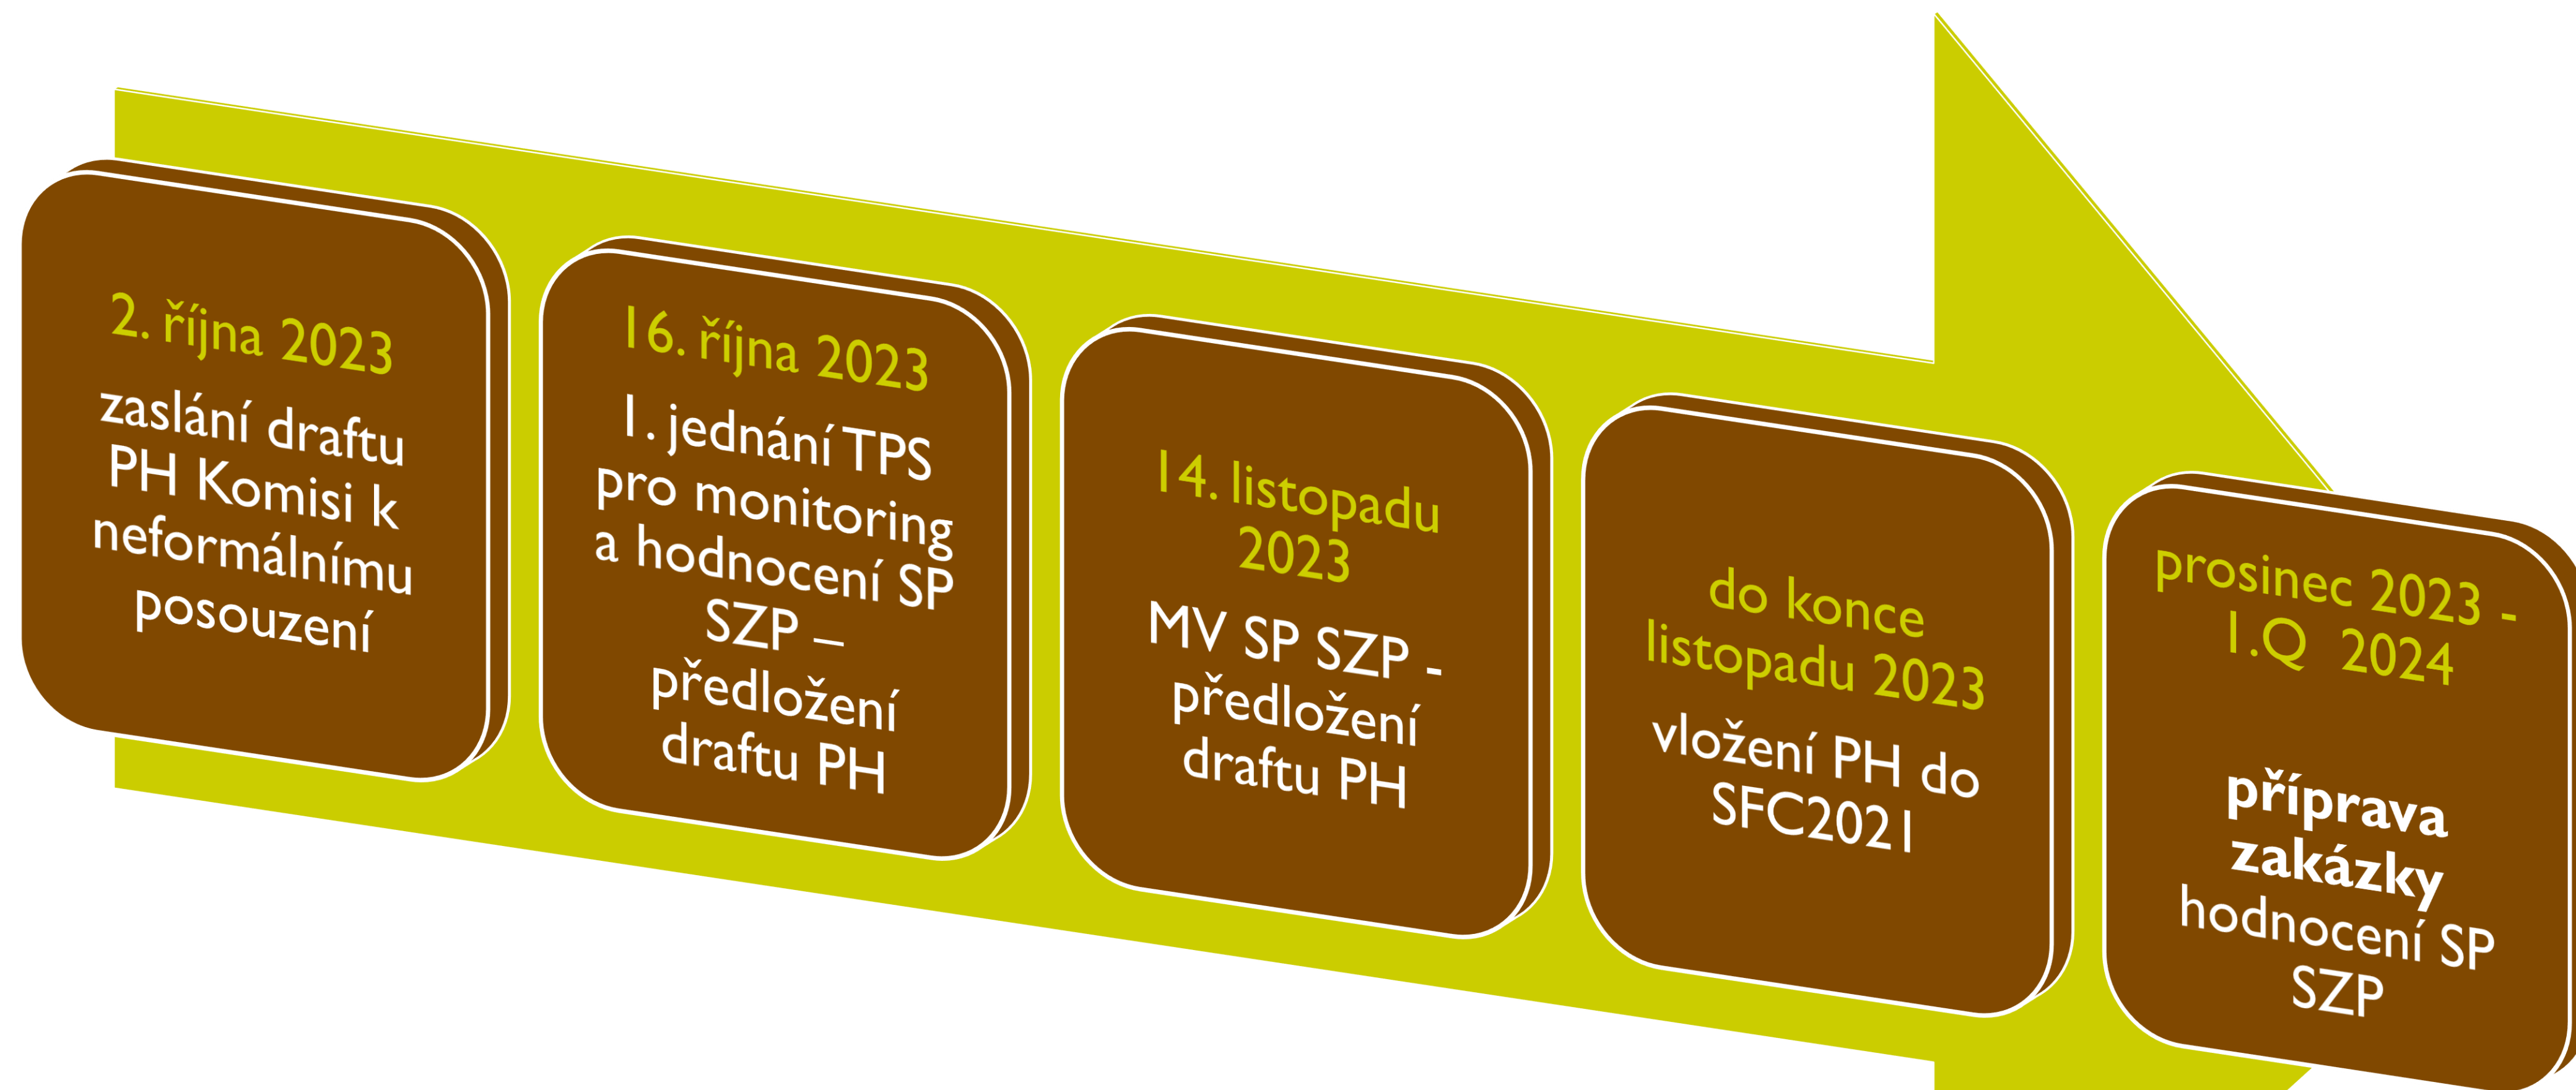 2. října 2023
zaslání draftu
PH Komisi k
neformálnímu
posouzení
16. října 2023
1. jednání TPS
pro monitoring
a hodnocení SP
SZP –
předložení
draftu PH
14. listopadu
2023
MV SP SZP -
předložení
draftu PH
do konce
listopadu 2023
vložení PH do
SFC2021
prosinec 2023 -
1.Q 2024
příprava
zakázky
hodnocení SP
SZP